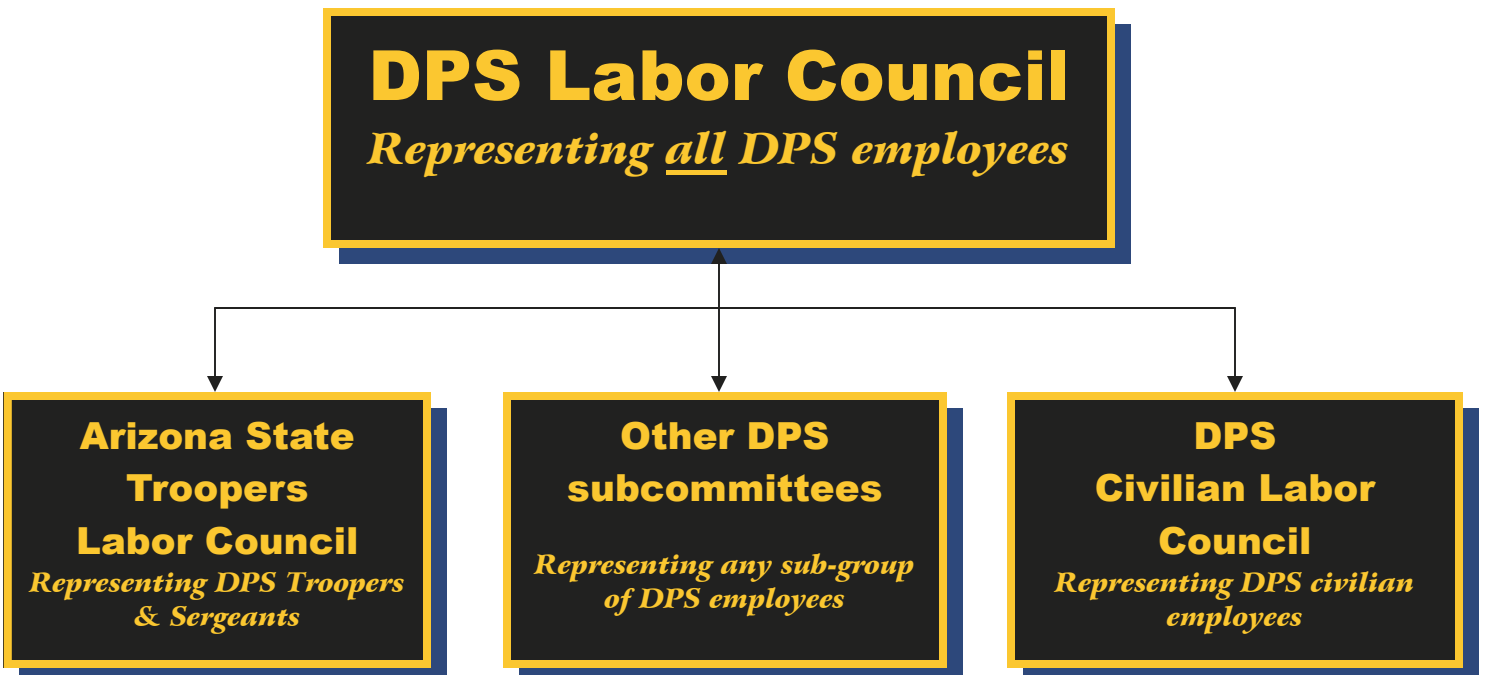 DPS Labor Council
Representing all DPS employees
Arizona State
Troopers
Labor Council
Representing DPS Troopers
& Sergeants
Other DPS
subcommittees
Representing any sub-group
of DPS employees
DPS
Civilian Labor
Council
Representing DPS civilian
employees